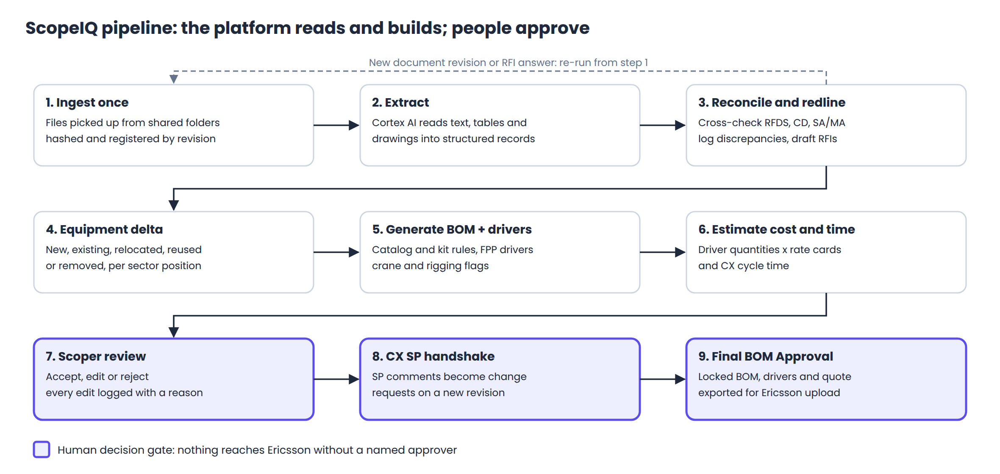 ScopeIQ pipeline: the platform reads and builds; people approve
New document revision or RFI answer: re-run from step 1
1. Ingest once
Files picked up from shared folders
hashed and registered by revision
2. Extract
Cortex AI reads text, tables and
drawings into structured records
3. Reconcile and redline
Cross-check RFDS, CD, SA/MA
log discrepancies, draft RFIs
4. Equipment delta
New, existing, relocated, reused
or removed, per sector position
5. Generate BOM + drivers
Catalog and kit rules, FPP drivers
crane and rigging flags
6. Estimate cost and time
Driver quantities x rate cards
and CX cycle time
7. Scoper review
Accept, edit or reject
every edit logged with a reason
8. CX SP handshake
SP comments become change
requests on a new revision
9. Final BOM Approval
Locked BOM, drivers and quote
exported for Ericsson upload
Human decision gate: nothing reaches Ericsson without a named approver